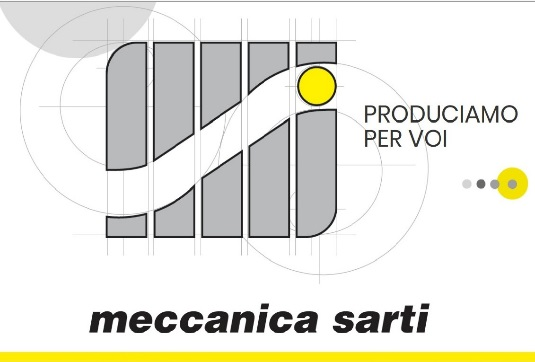 PRODUCIAMO
PER VOI
meccanica sarti